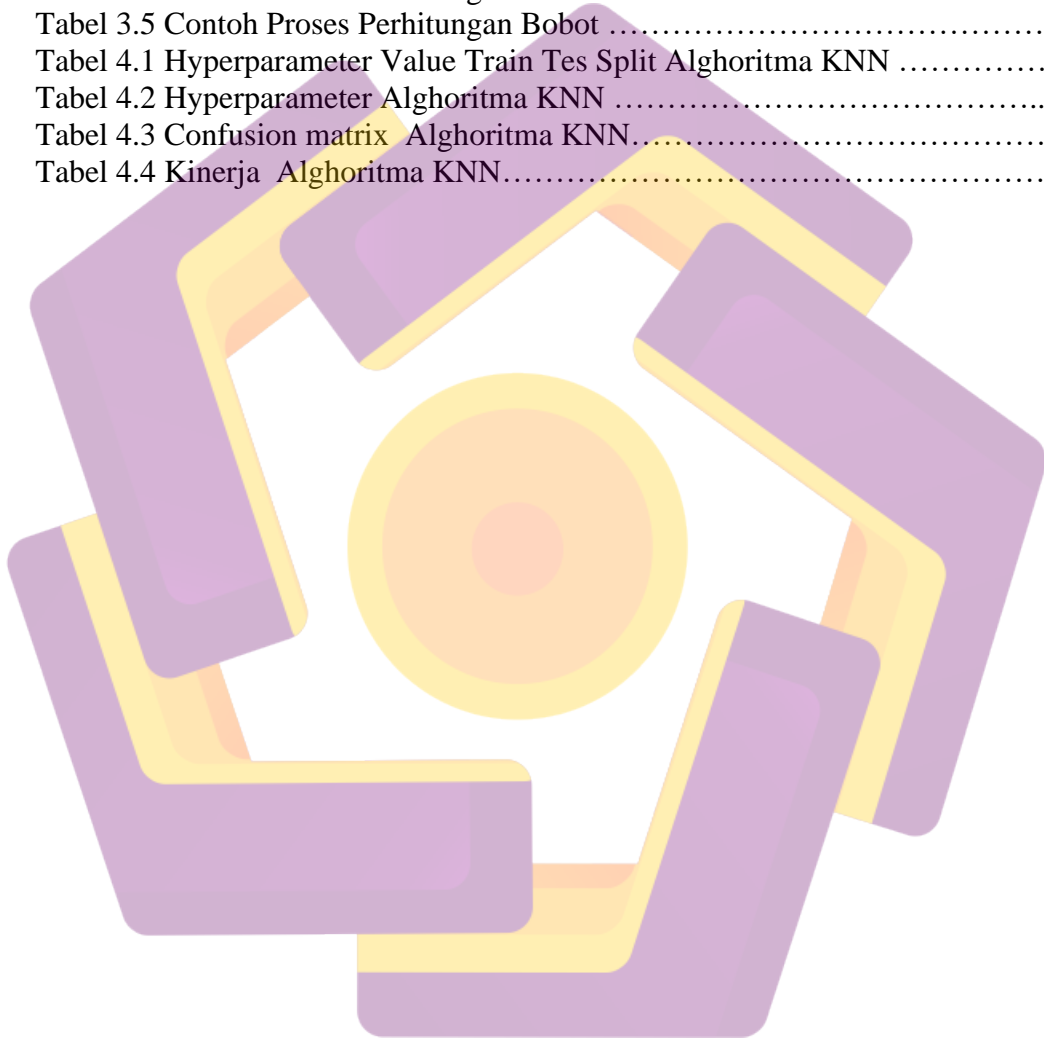 Tabel 3.5 Contoh Proses Perhitungan Bobot ….………………………………
Tabel 4.1 Hyperparameter Value Train Tes Split Alghoritma KNN ……………
Tabel 4.2 Hyperparameter Alghoritma KNN …………………………………...
Tabel 4.3 Confusion matrix  Alghoritma KNN…………………………………
Tabel 4.4 Kinerja  Alghoritma KNN………………………………………………